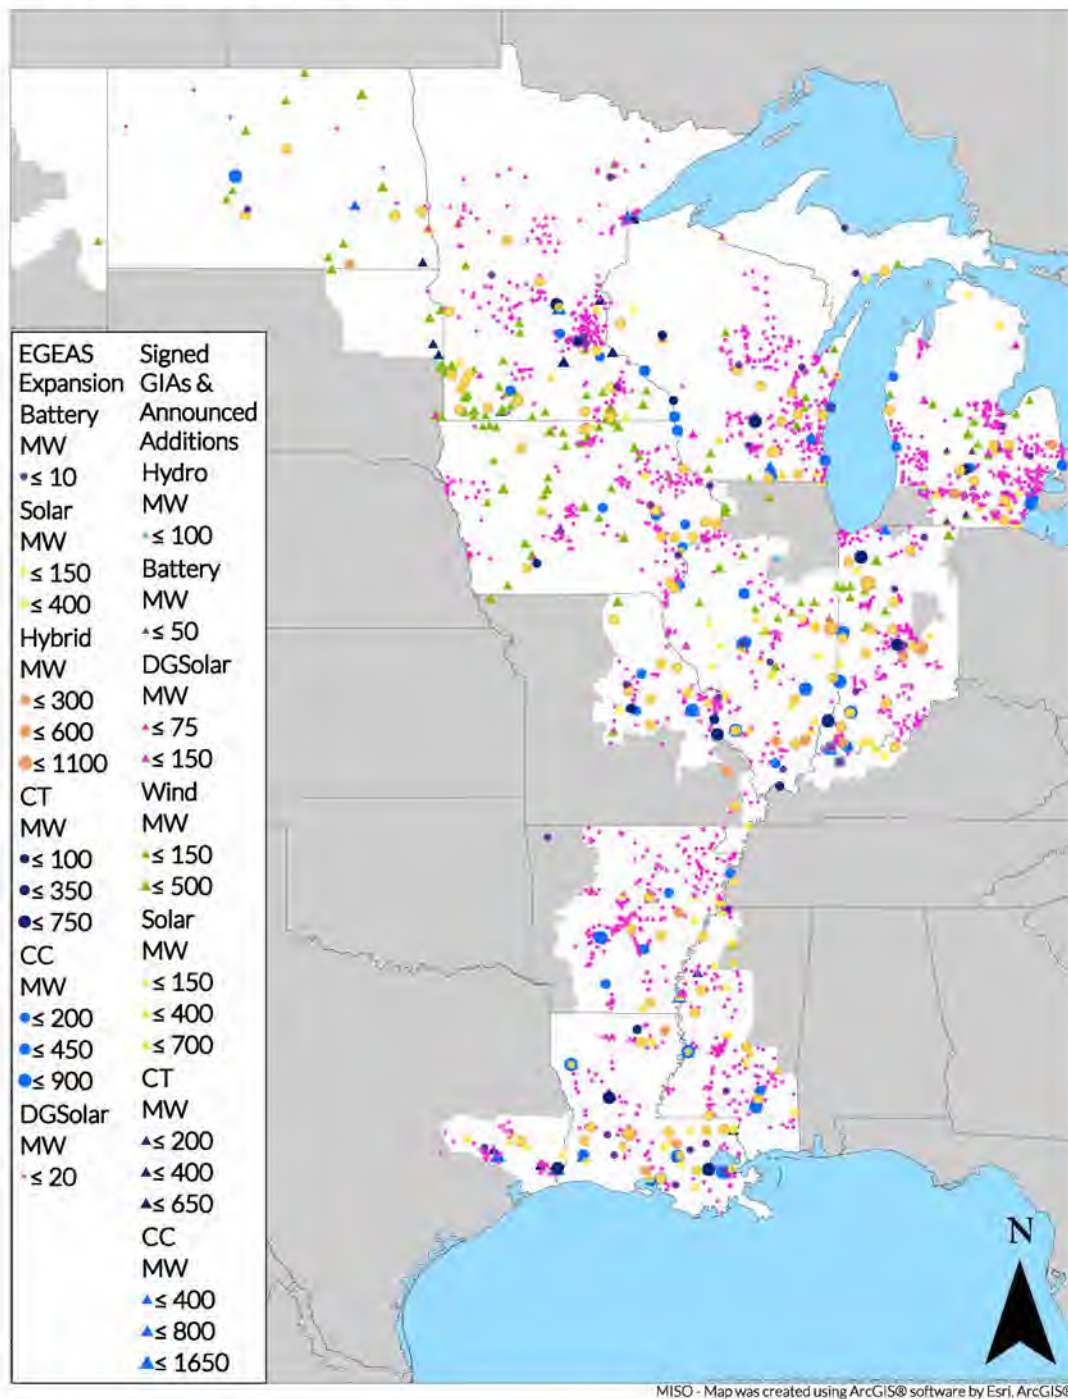 EGEAS
Expansion
Battery
MW
≤ 10
Solar
MW
≤ 150
≤ 400
Hybrid
MW
≤ 300
≤ 600
≤ 1100
CT
MW
≤ 100
≤ 350
≤ 750
CC
MW
≤ 200
≤ 450
≤ 900
DGSolar
MW
≤ 20
Signed
GIAs &
Announced
Additions
Hydro
MW
≤ 100
Battery
MW
≤ 50
DGSolar
MW
≤ 75
≤ 150
Wind
MW
≤ 150
≤ 500
Solar
MW
≤ 150
≤ 400
≤ 700
CT
MW
≤ 200
≤ 400
≤ 650
CC
MW
≤ 400
≤ 800
≤ 1650
N
MISO - Map was created using ArcGIS® software by Esri. ArcGIS®